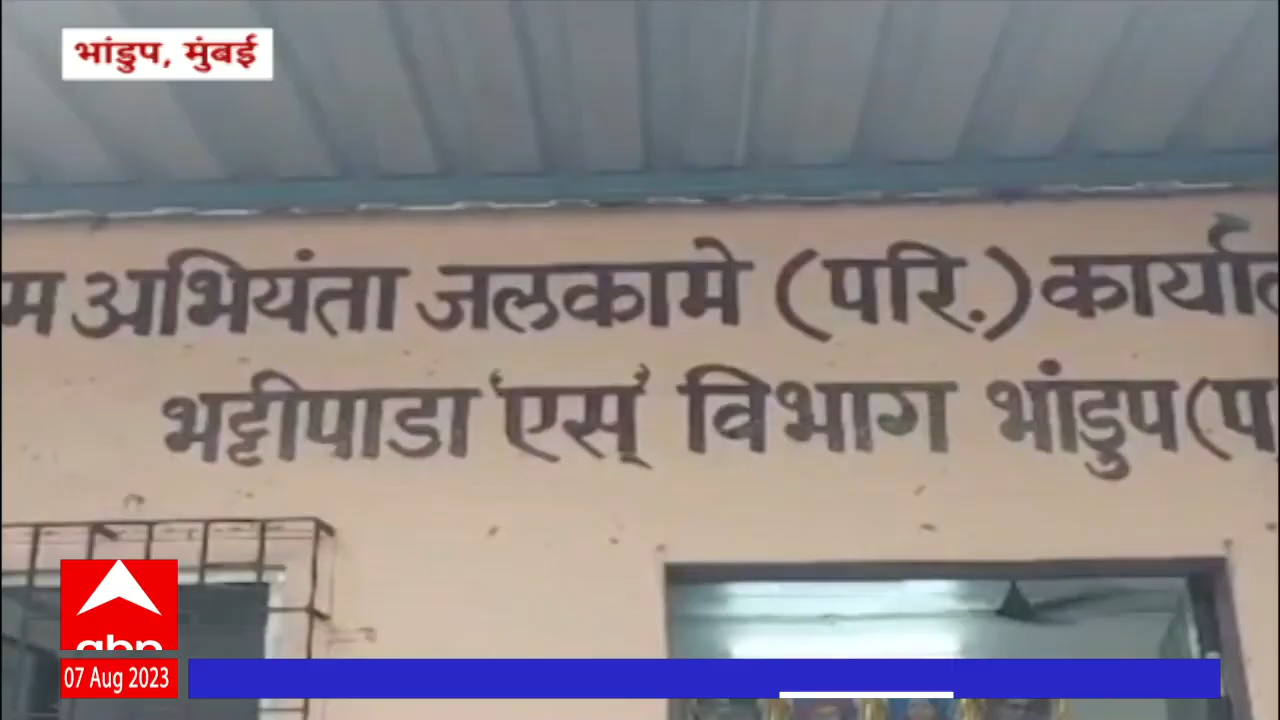 भांडुप, मुंबई
म अभियंता जलकामे (परि.) कार्या
भट्टीपाडा 'एस्' विभाग भांडुप (प
abp
07 Aug 2023